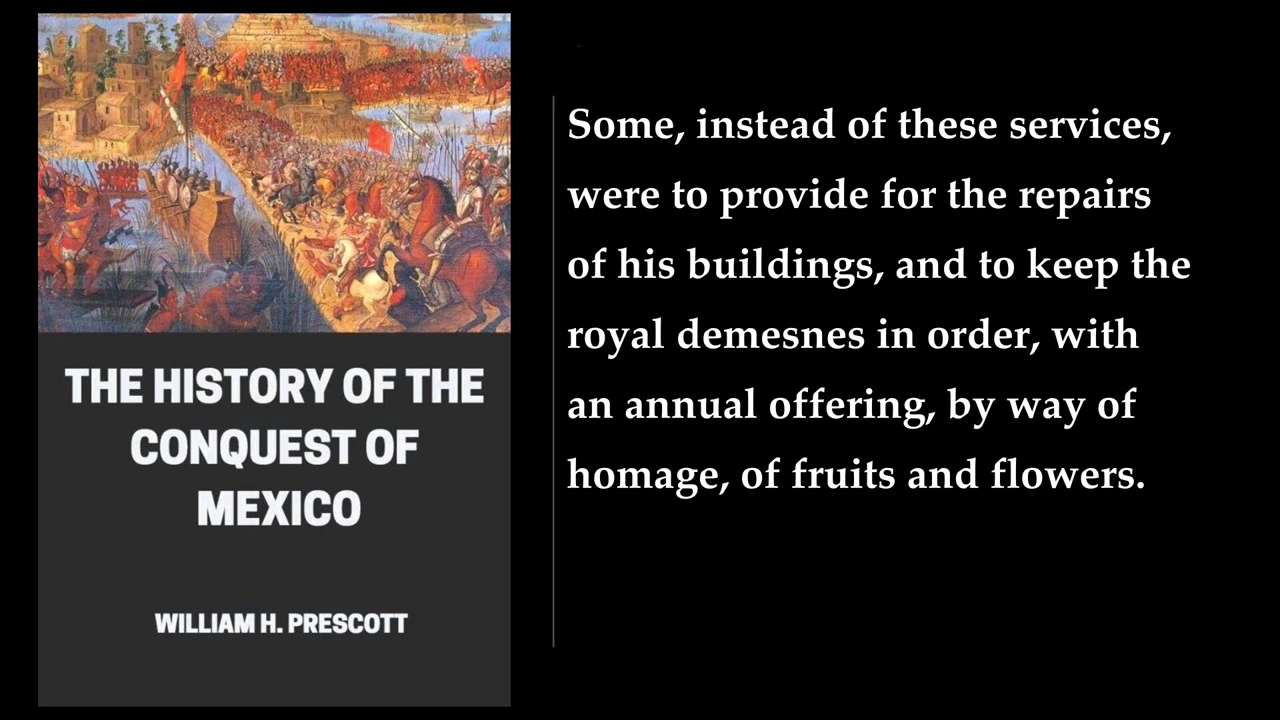 THE HISTORY OF THE
CONQUEST OF
MEXICO
WILLIAM H. PRESCOTT
Some, instead of these services,
were to provide for the repairs
of his buildings, and to keep the
royal demesnes in order, with
an annual offering, by way of
homage, of fruits and flowers.